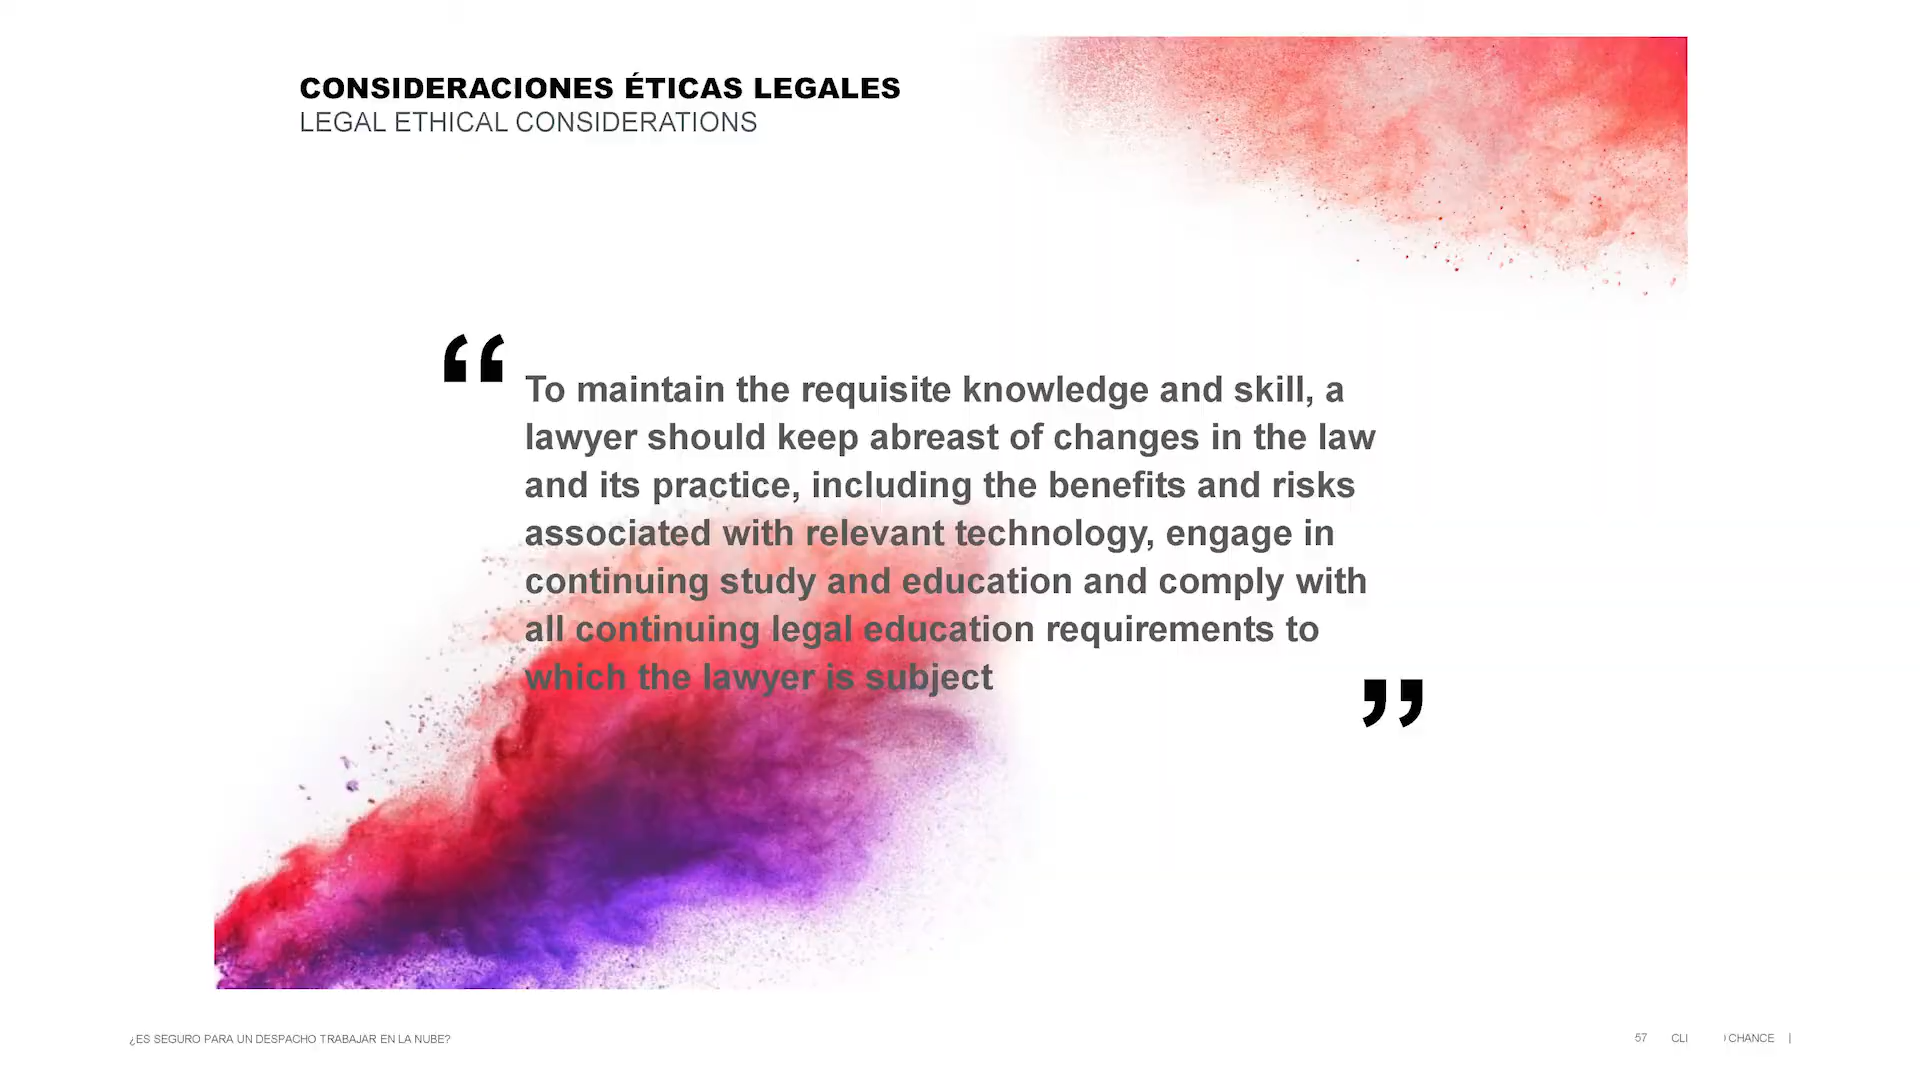 CONSIDERACIONES ÉTICAS LEGALES
LEGAL ETHICAL CONSIDERATIONS
“ To maintain the requisite knowledge and skill, a
lawyer should keep abreast of changes in the law
and its practice, including the benefits and risks
associated with relevant technology, engage in
continuing study and education and comply with
all continuing legal education requirements to
which the lawyer is subject ”
¿ES SEGURO PARA UN DESPACHO TRABAJAR EN LA NUBE?
57 CLI CHANCE |